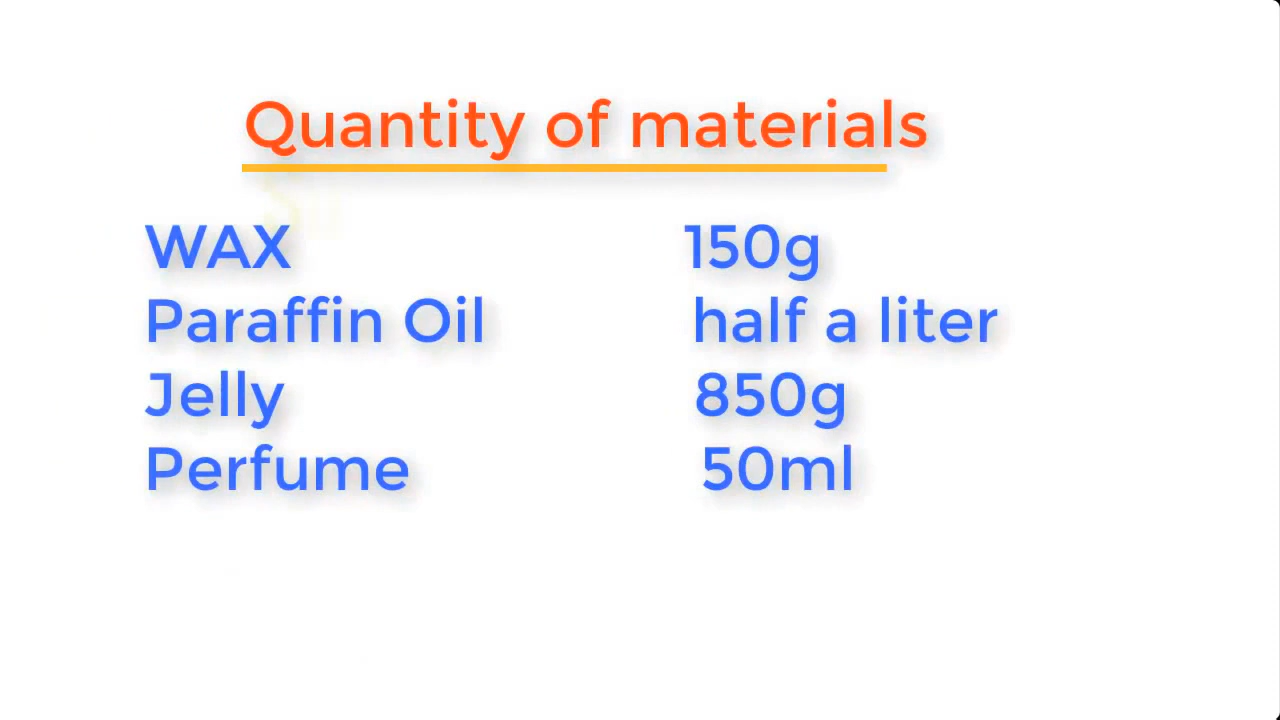 Quantity of materials
WAX 150g
Paraffin Oil half a liter
Jelly 850g
Perfume 50ml